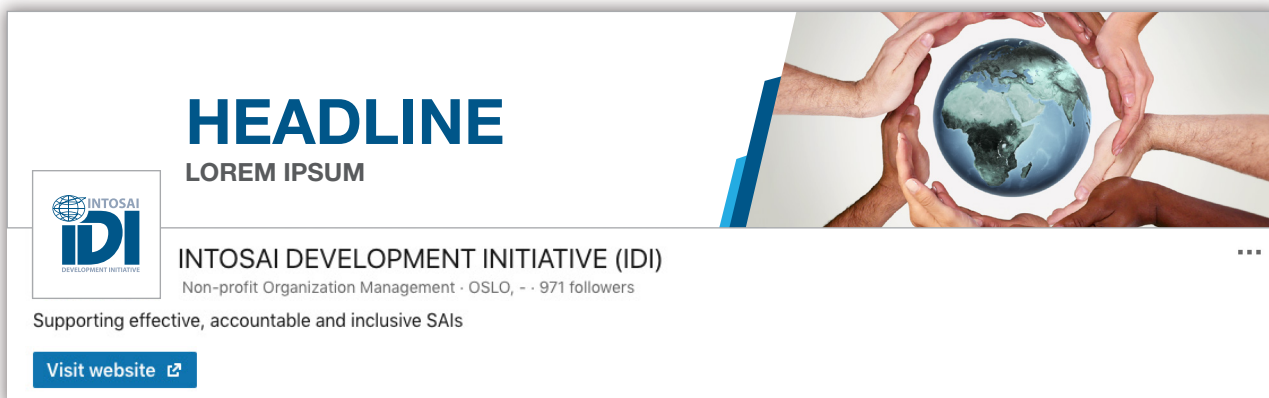 HEADLINE
LOREM IPSUM
INTOSAI
iDI
DEVELOPMENT INITIATIVE
INTOSAI DEVELOPMENT INITIATIVE (IDI)
Non-profit Organization Management · OSLO, - · 971 followers
Supporting effective, accountable and inclusive SAIs
Visit website